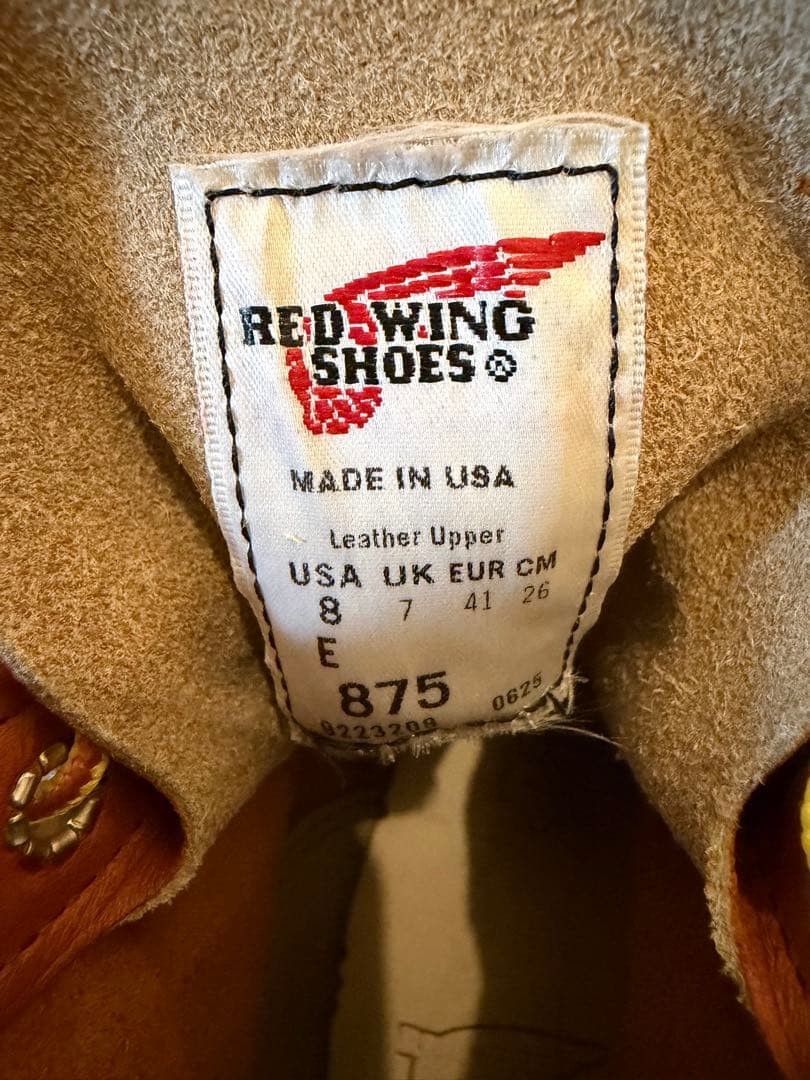 RED WING
SHOES ®
MADE IN USA
Leather Upper
USA UK EUR CM
8 7 41 26
E
875
0625